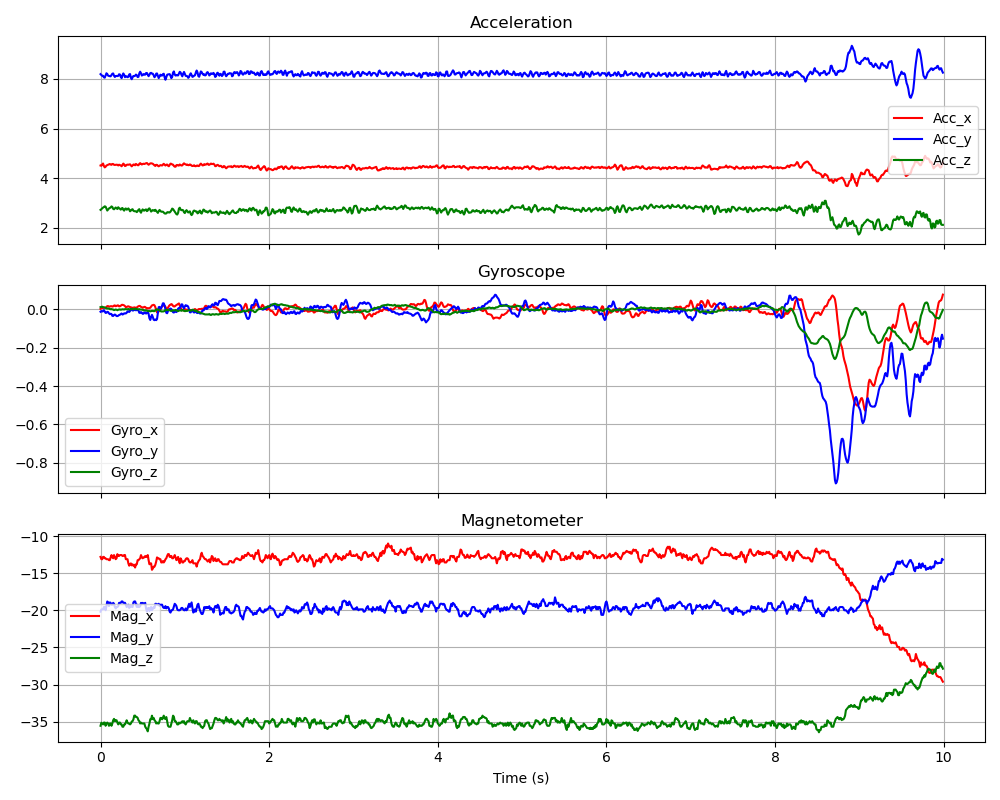 Acceleration
8
6
4
2
Acc_x
Acc_y
Acc_z
Gyroscope
0.0
−0.2
−0.4
−0.6
−0.8
Gyro_x
Gyro_y
Gyro_z
Magnetometer
−10
−15
−20
−25
−30
−35
Mag_x
Mag_y
Mag_z
0 2 4 6 8 10
Time (s)